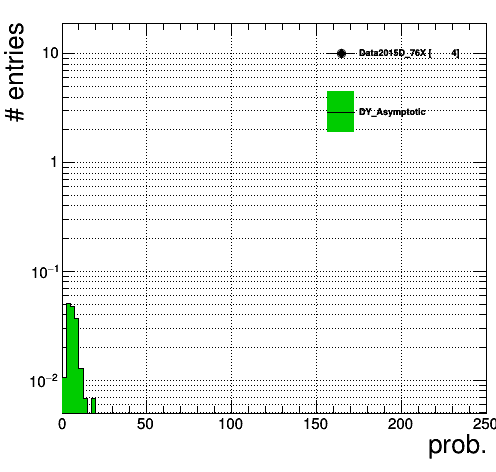 # entries
10
Data2015D_76X [ 4]
DY_Asymptotic
1
10⁻¹
10⁻²
0 50 100 150 200 250
prob.